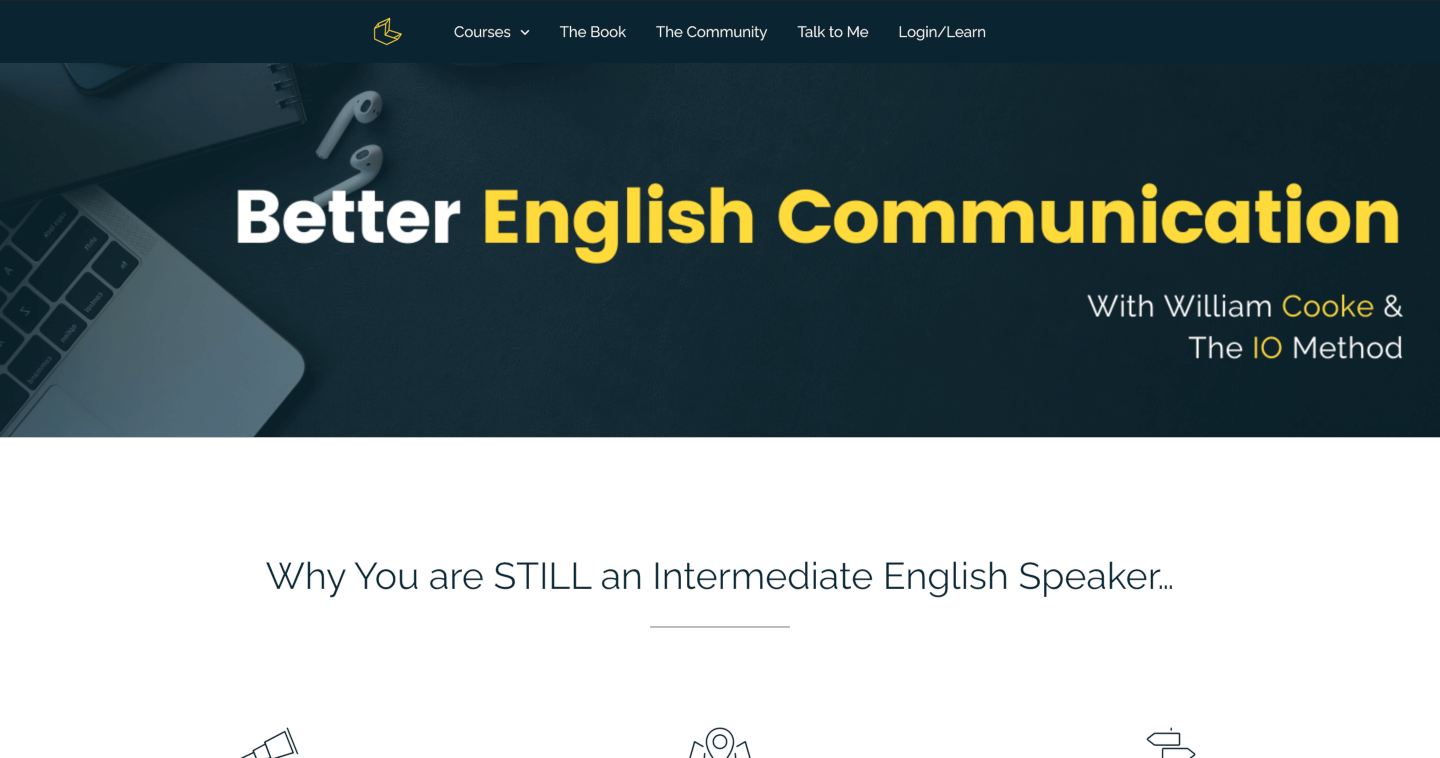 Courses
The Book
The Community
Talk to Me
Login/Learn
Better English Communication
With William Cooke &
The IO Method
Why You are STILL an Intermediate English Speaker...